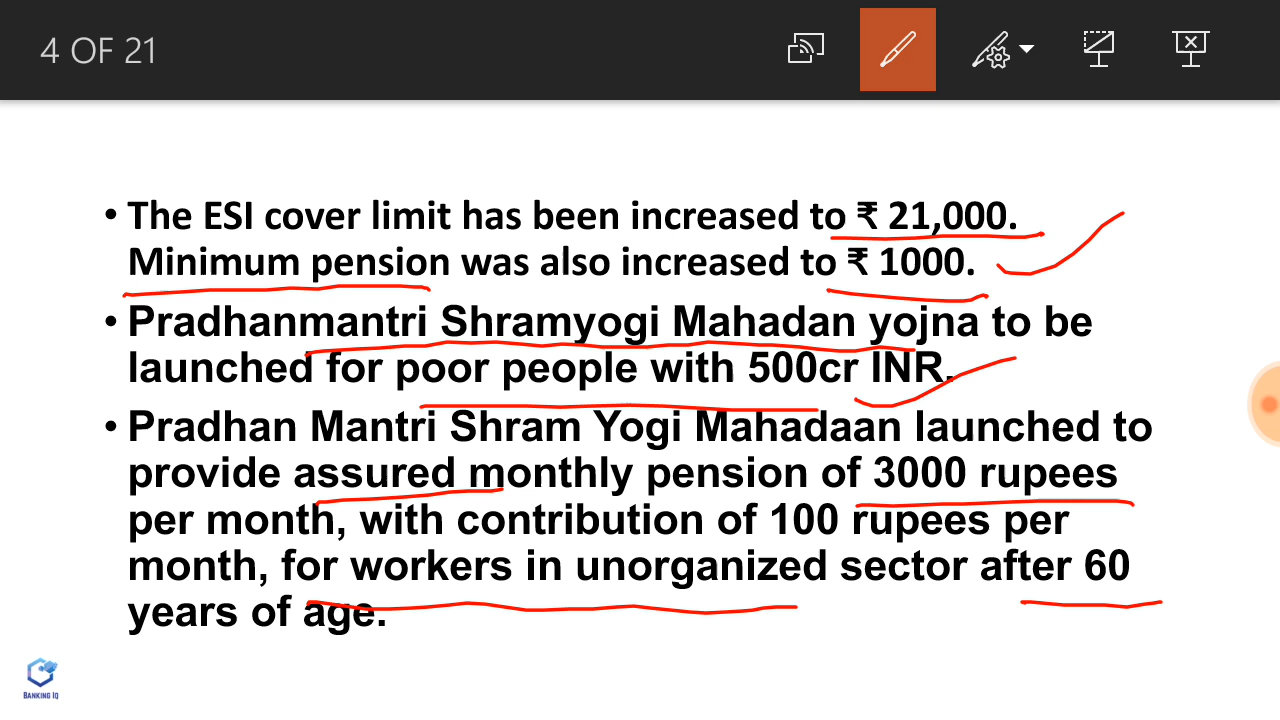 4 OF 21
• The ESI cover limit has been increased to ₹ 21,000.
Minimum pension was also increased to ₹ 1000.
• Pradhanmantri Shramyogi Mahadan yojna to be
launched for poor people with 500cr INR.
• Pradhan Mantri Shram Yogi Mahadaan launched to
provide assured monthly pension of 3000 rupees
per month, with contribution of 100 rupees per
month, for workers in unorganized sector after 60
years of age.
BANKING IQ